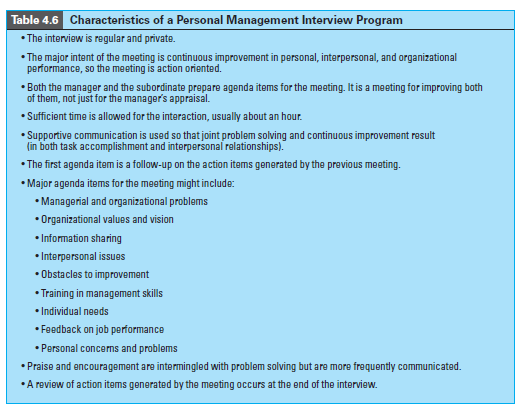 Table 4.6 Characteristics of a Personal Management Interview Program
• The interview is regular and private.
• The major intent of the meeting is continuous improvement in personal, interpersonal, and organizational
performance, so the meeting is action oriented.
• Both the manager and the subordinate prepare agenda items for the meeting. It is a meeting for improving both
of them, not just for the manager's appraisal.
• Sufficient time is allowed for the interaction, usually about an hour.
• Supportive communication is used so that joint problem solving and continuous improvement result
(in both task accomplishment and interpersonal relationships).
• The first agenda item is a follow-up on the action items generated by the previous meeting.
• Major agenda items for the meeting might include:
• Managerial and organizational problems
• Organizational values and vision
• Information sharing
• Interpersonal issues
• Obstacles to improvement
• Training in management skills
• Individual needs
• Feedback on job performance
• Personal concerns and problems
• Praise and encouragement are intermingled with problem solving but are more frequently communicated.
• A review of action items generated by the meeting occurs at the end of the interview.